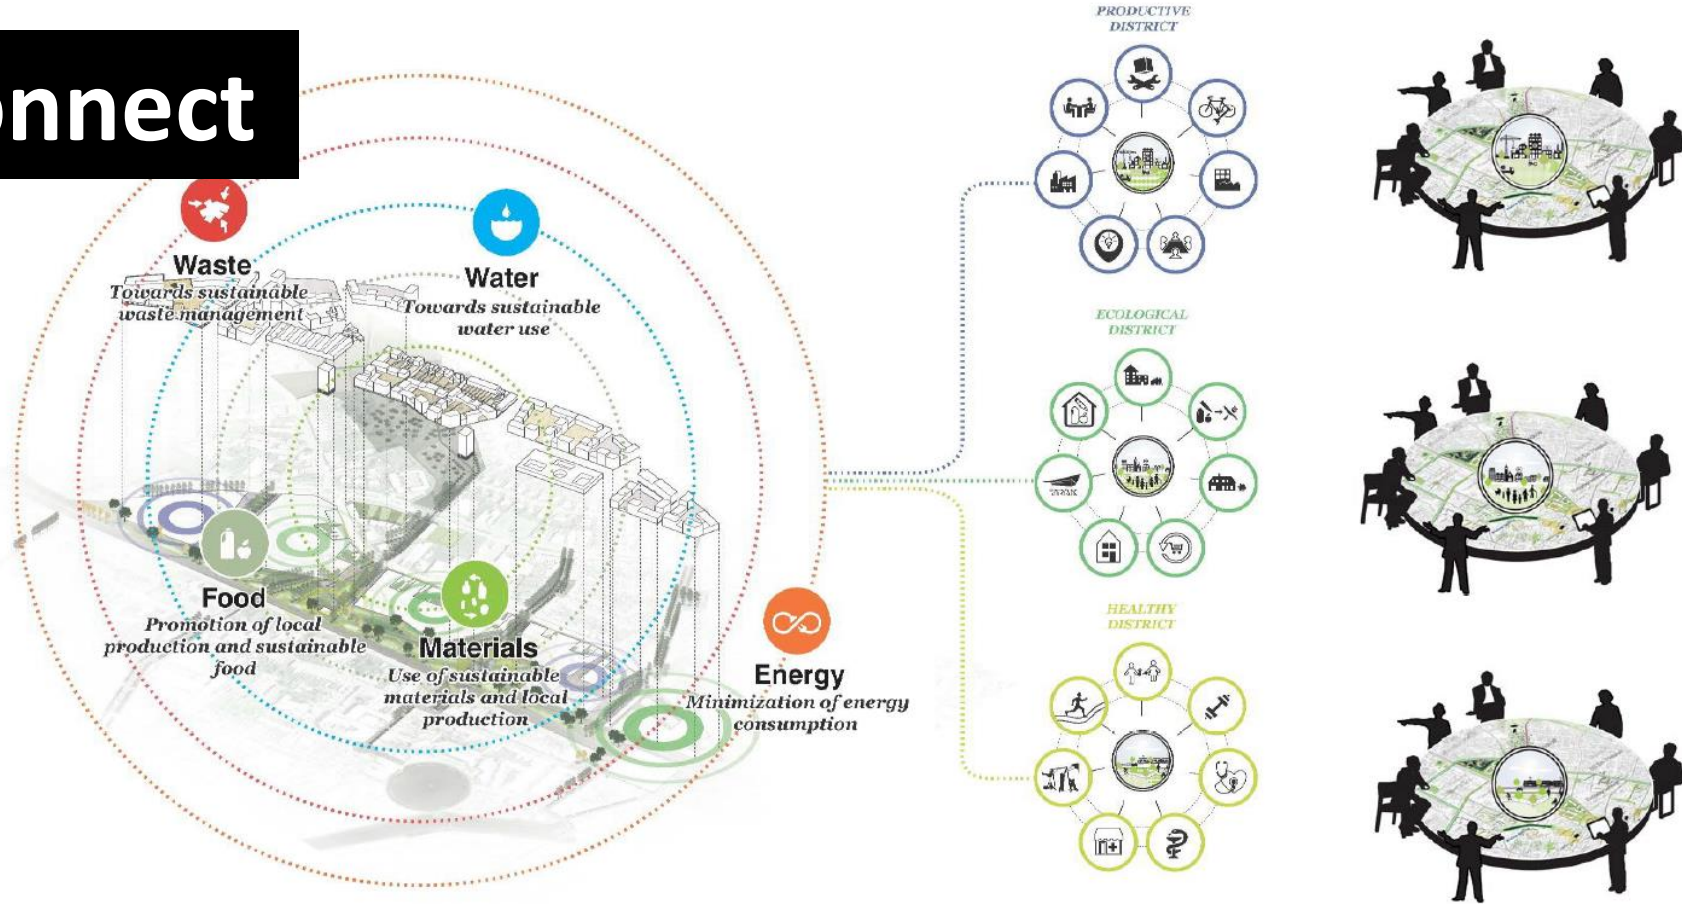 onnect
Waste
Towards sustainable
waste management
Water
Towards sustainable
water use
Food
Promotion of local
production and sustainable
food
Materials
Use of sustainable
materials and local
production
Energy
Minimization of energy
consumption
PRODUCTIVE
DISTRICT
ECOLOGICAL
DISTRICT
HEALTHY
DISTRICT